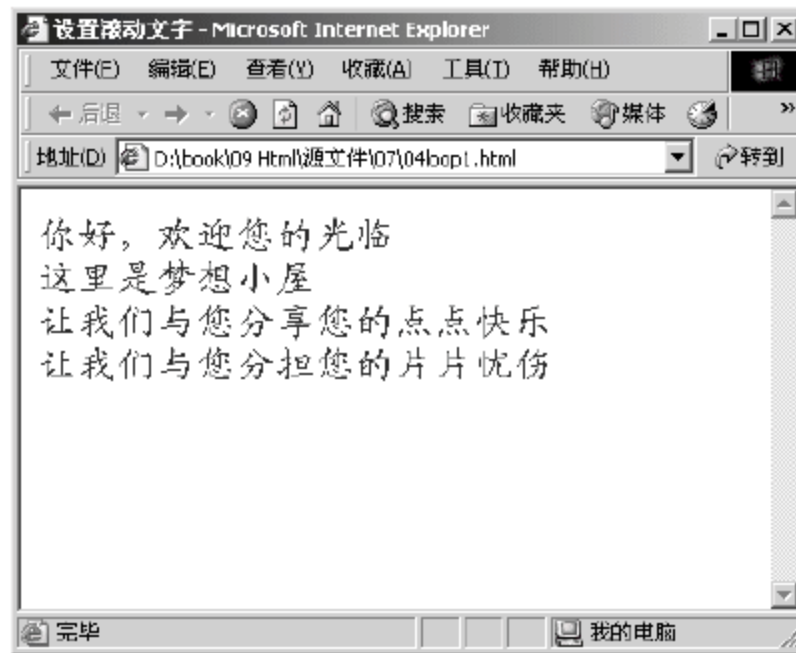 设置滚动文字 - Microsoft Internet Explorer
文件(F) 编辑(E) 查看(V) 收藏(A) 工具(T) 帮助(H)
后退 搜索 收藏夹 媒体 »
地址(D) D:\book\09 Html\源文件\07\04loop1.html 转到
你好，欢迎您的光临
这里是梦想小屋
让我们与您分享您的点点快乐
让我们与您分担您的片片忧伤
完毕 我的电脑